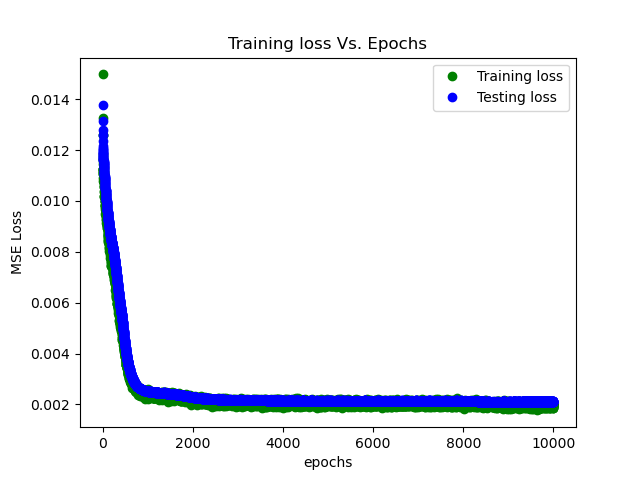 Training loss Vs. Epochs
Training loss
Testing loss
MSE Loss
0.014
0.012
0.010
0.008
0.006
0.004
0.002
0 2000 4000 6000 8000 10000
epochs